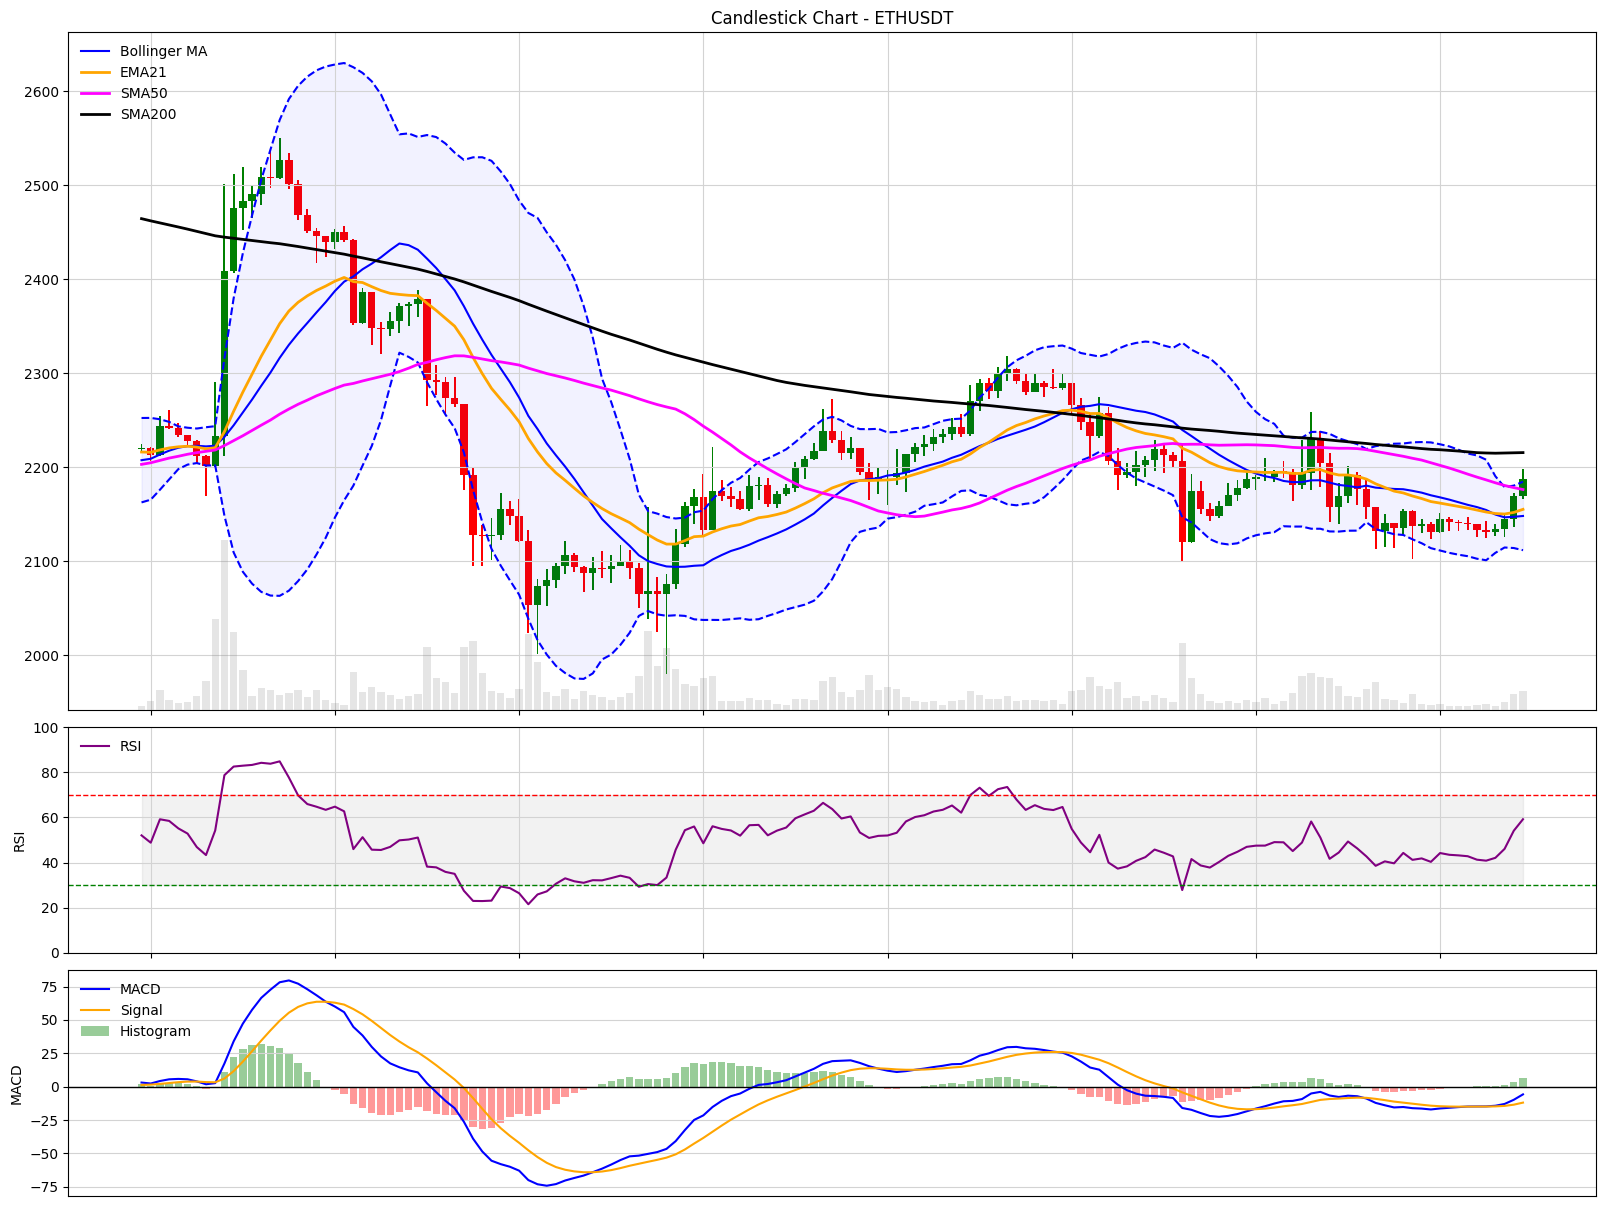 Candlestick Chart - ETHUSDT
Bollinger MA
EMA21
SMA50
SMA200
2600
2500
2400
2300
2200
2100
2000
RSI
100
80
60
40
20
0
RSI
MACD
Signal
Histogram
75
50
25
0
−25
−50
−75
MACD